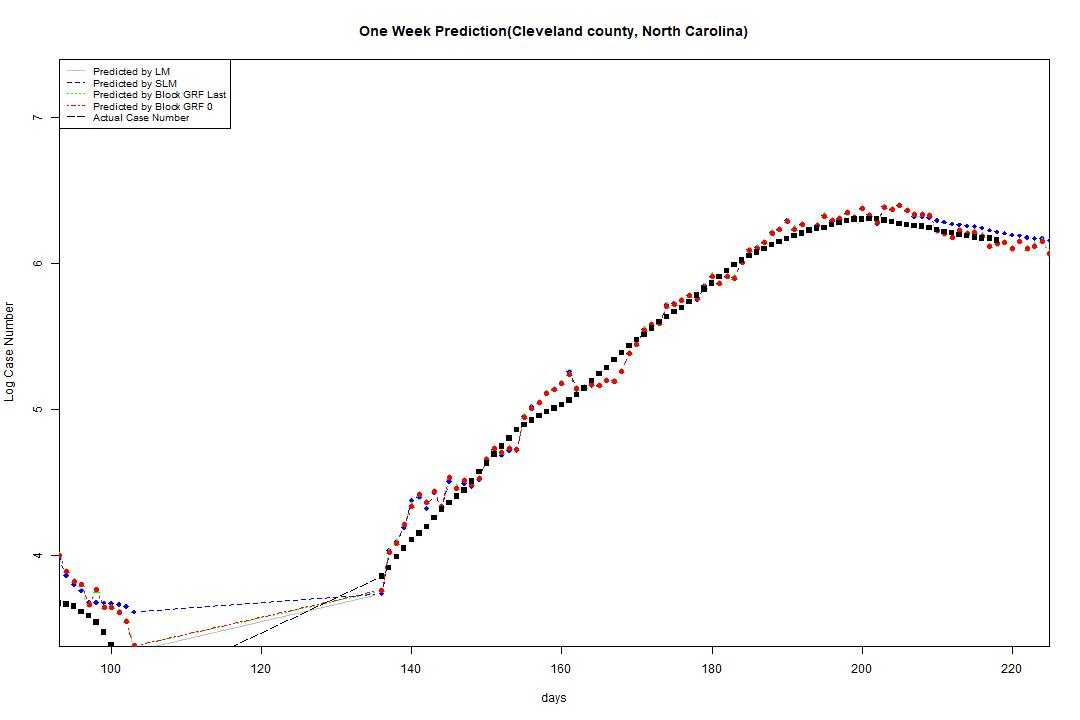 One Week Prediction(Cleveland county, North Carolina)
Predicted by LM
Predicted by SLM
Predicted by Block GRF Last
Predicted by Block GRF 0
Actual Case Number
7
6
5
4
Log Case Number
100 120 140 160 180 200 220
days